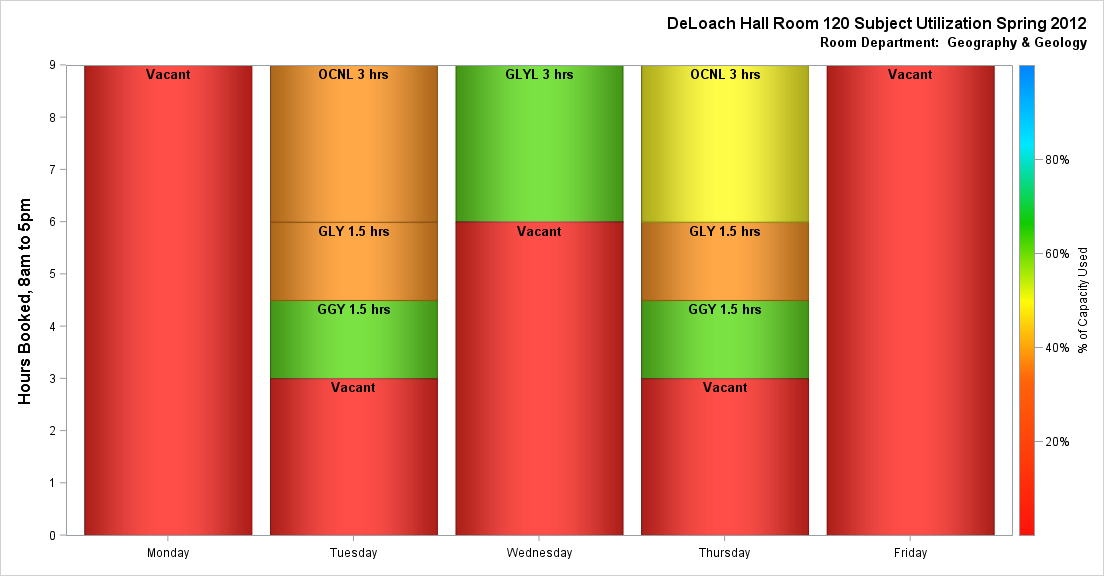 DeLoach Hall Room 120 Subject Utilization Spring 2012
Room Department: Geography & Geology
Hours Booked, 8am to 5pm
9
8
7
6
5
4
3
2
1
0
Vacant
OCNL 3 hrs
GLY 1.5 hrs
GGY 1.5 hrs
Vacant
GLYL 3 hrs
Vacant
OCNL 3 hrs
GLY 1.5 hrs
GGY 1.5 hrs
Vacant
Vacant
Monday
Tuesday
Wednesday
Thursday
Friday
80%
60%
40%
20%
% of Capacity Used